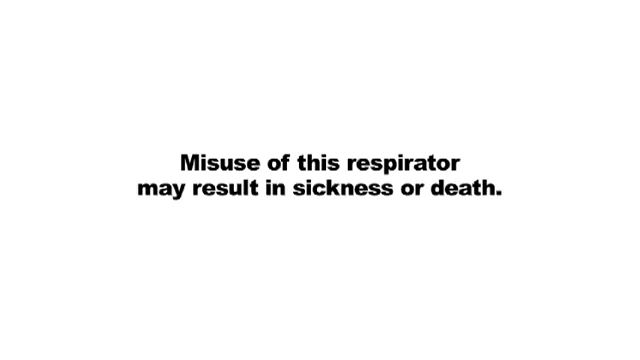 Misuse of this respirator
may result in sickness or death.